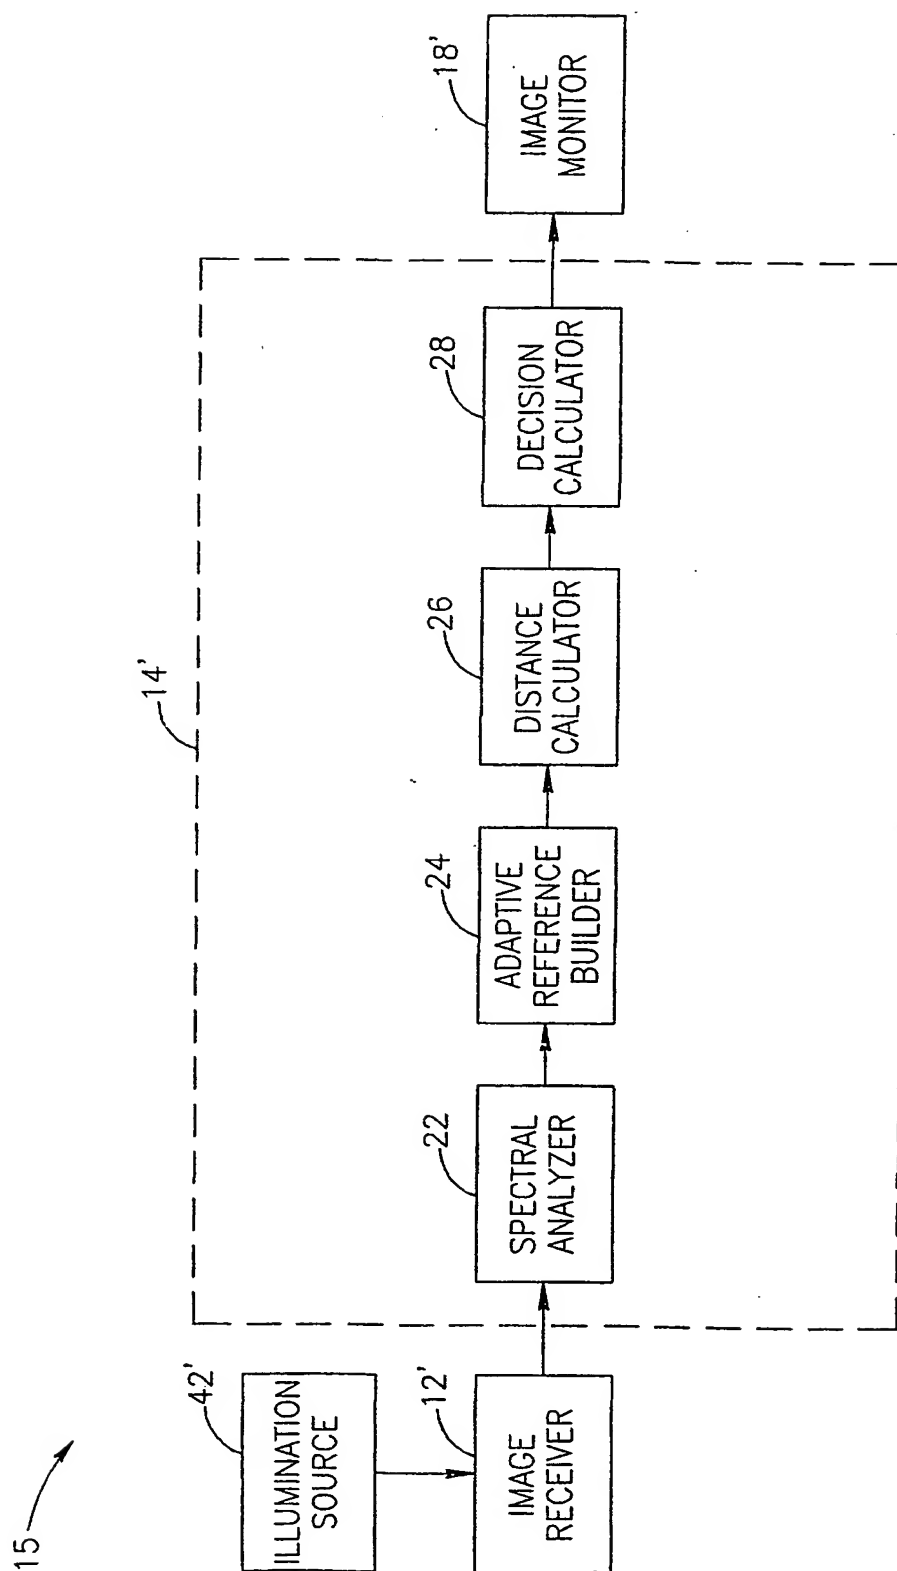 15
42'
ILLUMINATION
SOURCE
12'
IMAGE
RECEIVER
14'
22
SPECTRAL
ANALYZER
24
ADAPTIVE
REFERENCE
BUILDER
26
DISTANCE
CALCULATOR
28
DECISION
CALCULATOR
18'
IMAGE
MONITOR